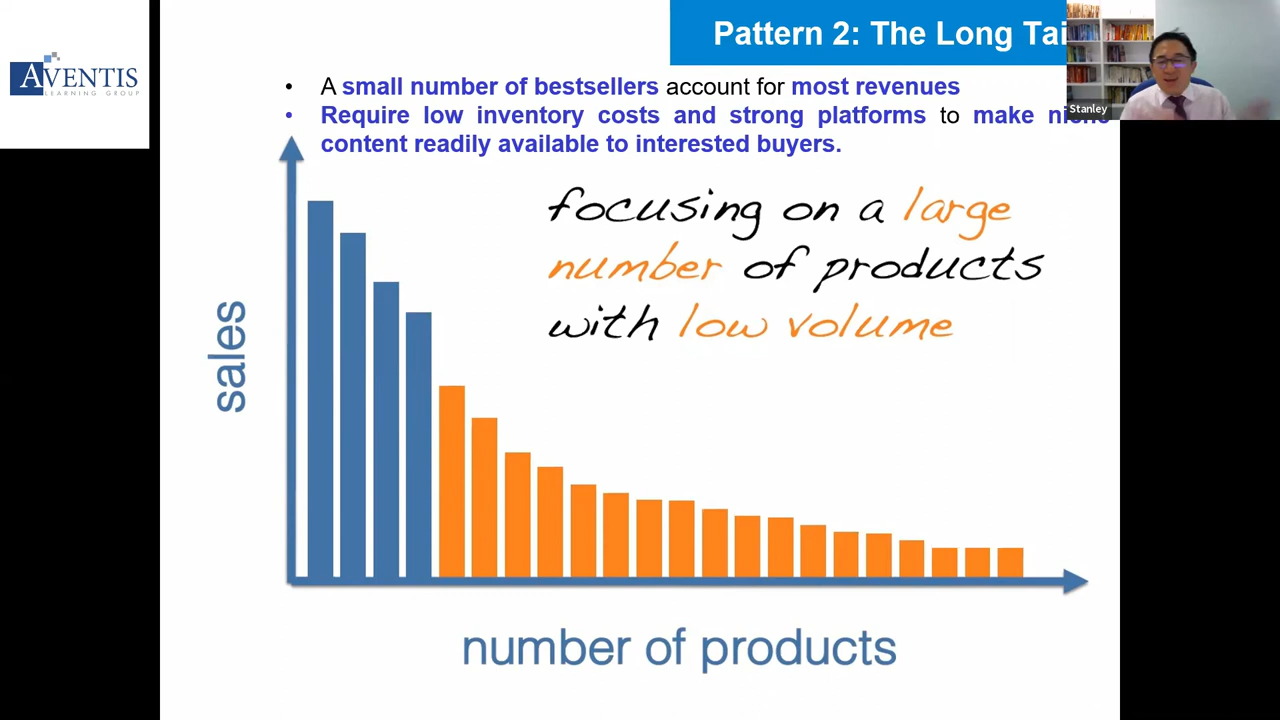 AVENTIS
LEARNING GROUP
Pattern 2: The Long Tai
Stanley
• A small number of bestsellers account for most revenues
• Require low inventory costs and strong platforms to make
content readily available to interested buyers.
focusing on a large
number of products
with low volume
sales
number of products